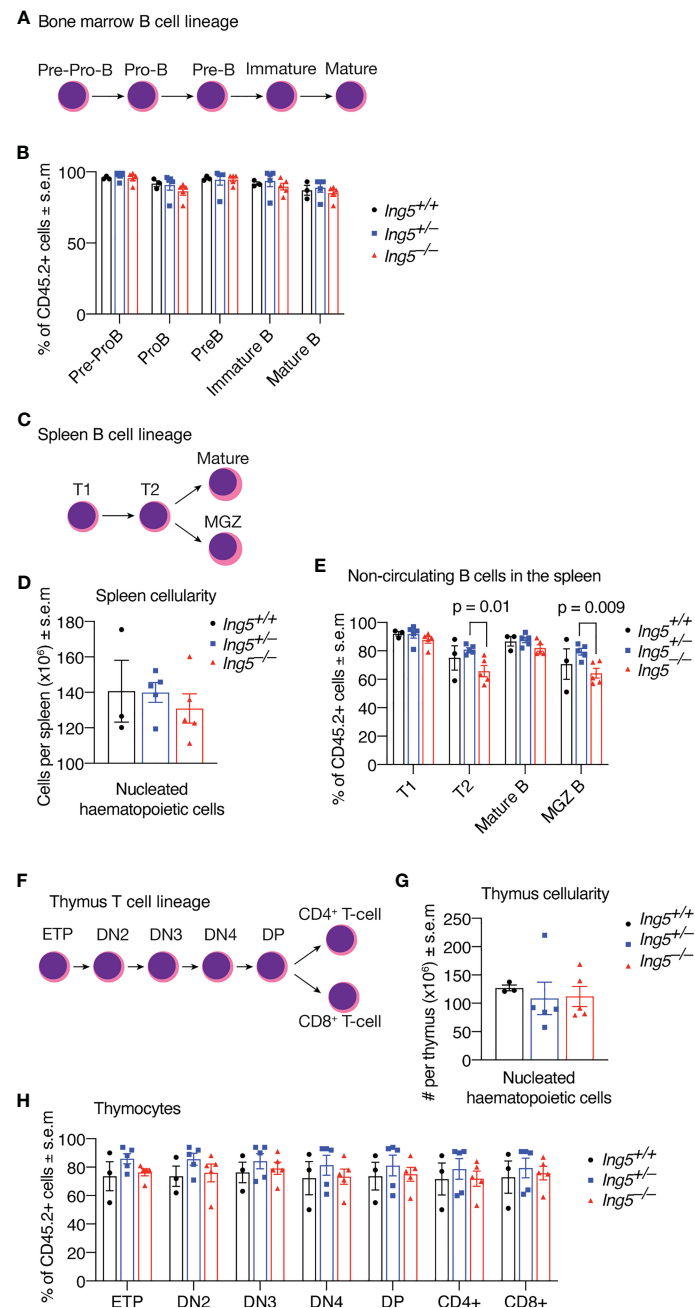 A Bone marrow B cell lineage
Pre-Pro-B Pro-B Pre-B Immature Mature
B
% of CD45.2+ cells ± s.e.m
100
50
0
Pre-ProB
ProB
PreB
Immature B
Mature B
Ing5+/+
Ing5+/−
Ing5−/−
C
Spleen B cell lineage
Mature
T1 T2
MGZ
D
Spleen cellularity
Cells per spleen (x10⁶) ± s.e.m
180
160
140
120
100
Ing5+/+
Ing5+/−
Ing5−/−
Nucleated
haematopoietic cells
E
Non-circulating B cells in the spleen
p = 0.01
p = 0.009
% of CD45.2+ cells ± s.e.m
100
80
60
40
20
0
T1
T2
Mature B
MGZ B
Ing5+/+
Ing5+/−
Ing5−/−
F
Thymus T cell lineage
CD4⁺ T-cell
ETP DN2 DN3 DN4 DP
CD8⁺ T-cell
G
Thymus cellularity
# per thymus (x10⁶) ± s.e.m
250
200
150
100
50
0
Nucleated
haematopoietic cells
Ing5+/+
Ing5+/−
Ing5−/−
H
Thymocytes
% of CD45.2+ cells ± s.e.m
100
80
60
40
20
0
ETP DN2 DN3 DN4 DP CD4+ CD8+
Ing5+/+
Ing5+/−
Ing5−/−